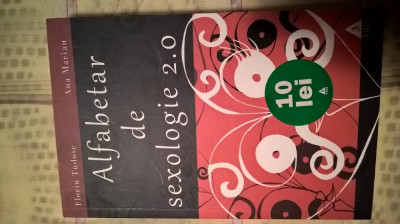 Florin Tudose Ana Marian
Alfabetar
de
sexologie 2.0
10
lei